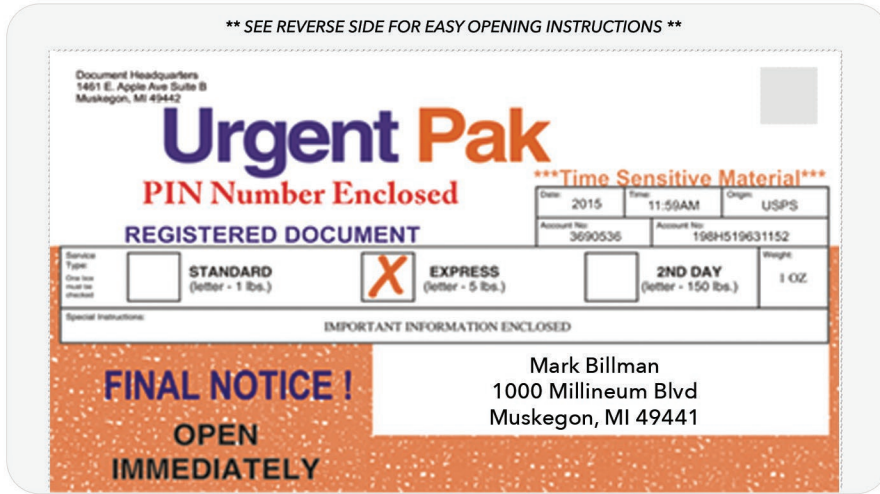 ** SEE REVERSE SIDE FOR EASY OPENING INSTRUCTIONS **
Document Headquarters
1461 E. Apple Ave Suite B
Muskegon, MI 49442
Urgent Pak
PIN Number Enclosed
***Time Sensitive Material***
Date: 2015 Time: 11:59AM Origin: USPS
REGISTERED DOCUMENT
Account No: 3690536 Account No: 198H519631152
Service Type: One box must be checked
STANDARD
(letter - 1 lbs.)
X EXPRESS
(letter - 5 lbs.)
2ND DAY
(letter - 150 lbs.)
Weight:
1 OZ
Special Instructions:
IMPORTANT INFORMATION ENCLOSED
FINAL NOTICE !
OPEN
IMMEDIATELY
Mark Billman
1000 Millineum Blvd
Muskegon, MI 49441